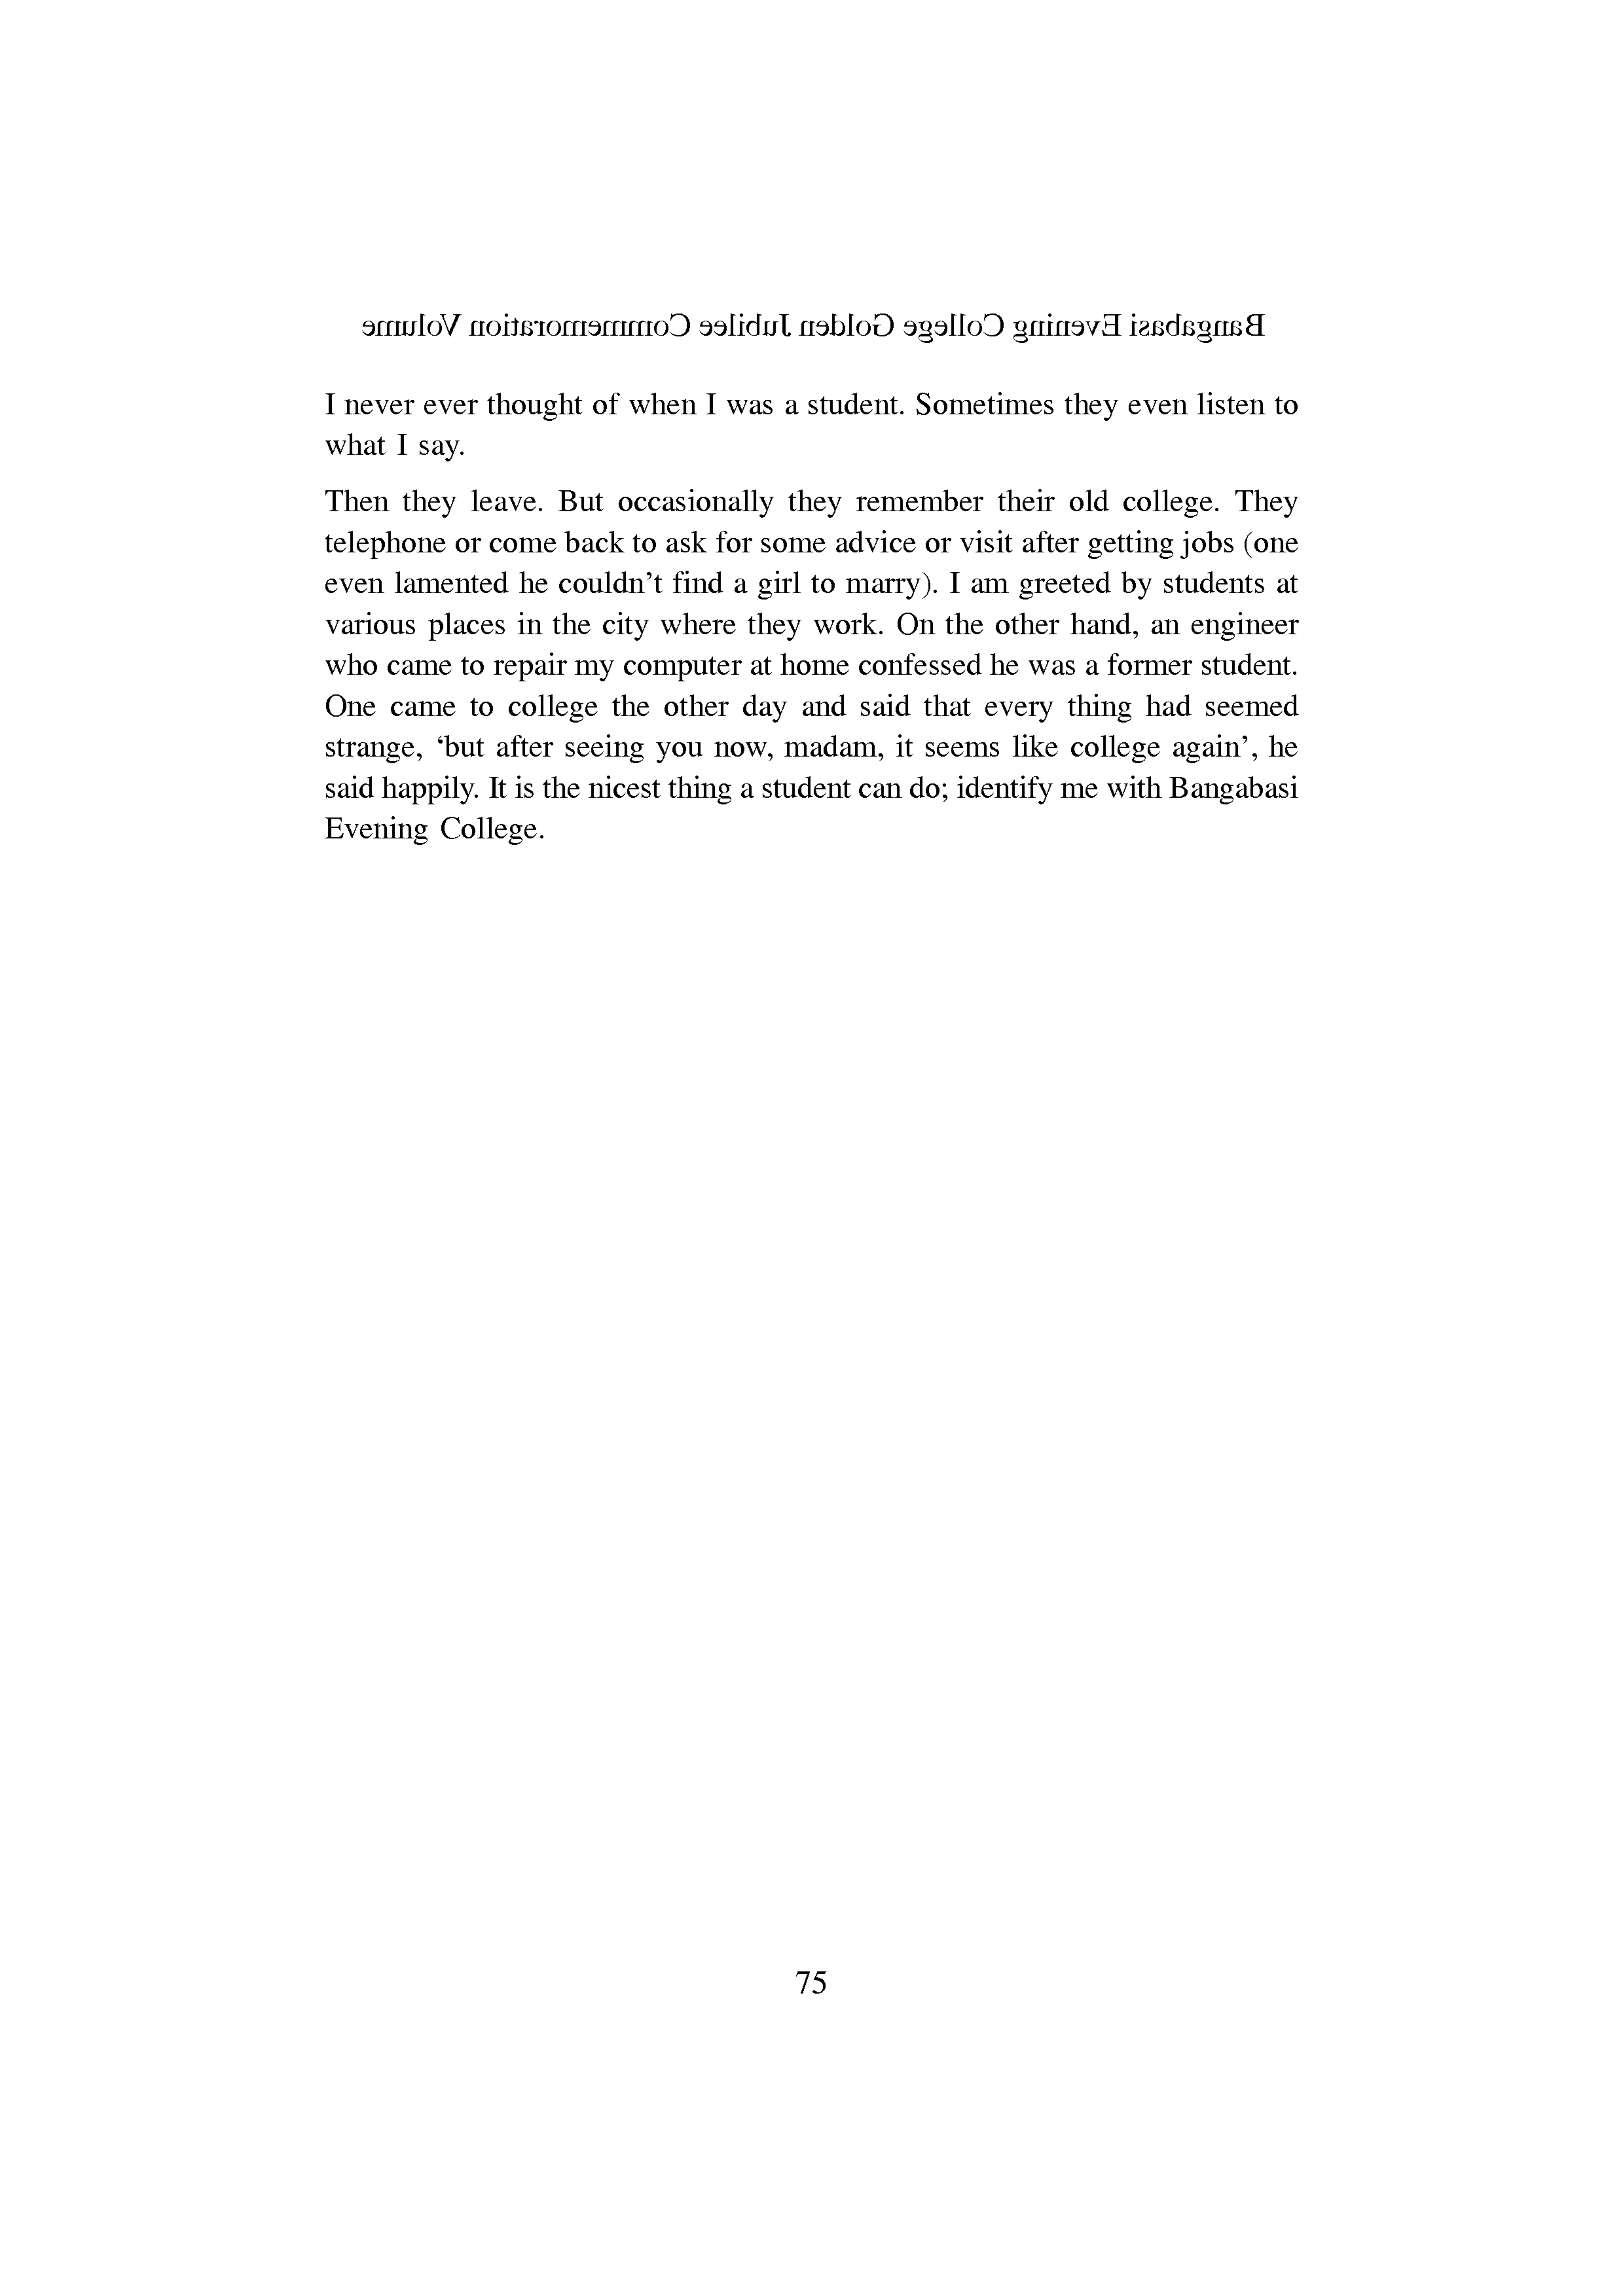 Bangabasi Evening College Golden Jubilee Commemoration Volume
I never ever thought of when I was a student. Sometimes they even listen to
what I say.
Then they leave. But occasionally they remember their old college. They
telephone or come back to ask for some advice or visit after getting jobs (one
even lamented he couldn’t find a girl to marry). I am greeted by students at
various places in the city where they work. On the other hand, an engineer
who came to repair my computer at home confessed he was a former student.
One came to college the other day and said that every thing had seemed
strange, ‘but after seeing you now, madam, it seems like college again’, he
said happily. It is the nicest thing a student can do; identify me with Bangabasi
Evening College.
75